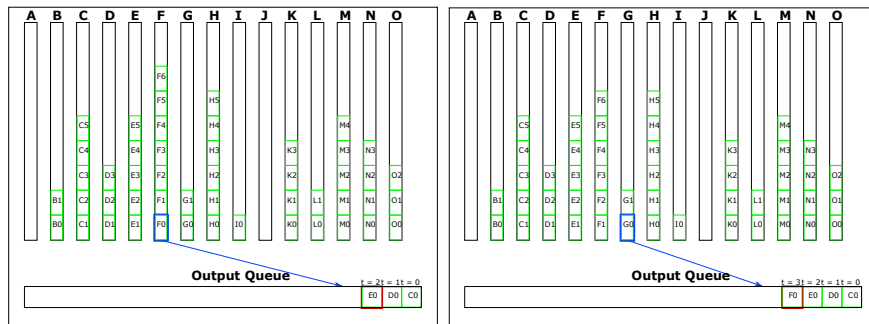 A B C D E F G H I J K L M N O
F6
F5 H5
C5 E5 F4 H4 M4
C4 E4 F3 H3 K3 M3 N3
C3 D3 E3 F2 H2 K2 M2 N2 O2
B1 C2 D2 E2 F1 G1 H1 K1 L1 M1 N1 O1
B0 C1 D1 E1 F0 G0 H0 I0 K0 L0 M0 N0 O0
Output Queue
t = 2 t = 1 t = 0
E0 D0 C0
A B C D E F G H I J K L M N O
F6 H5
C5 E5 F5 H4 M4
C4 E4 F4 H3 K3 M3 N3
C3 D3 E3 F3 H2 K2 M2 N2 O2
B1 C2 D2 E2 F2 G1 H1 K1 L1 M1 N1 O1
B0 C1 D1 E1 F1 G0 H0 I0 K0 L0 M0 N0 O0
Output Queue
t = 3 t = 2 t = 1 t = 0
F0 E0 D0 C0